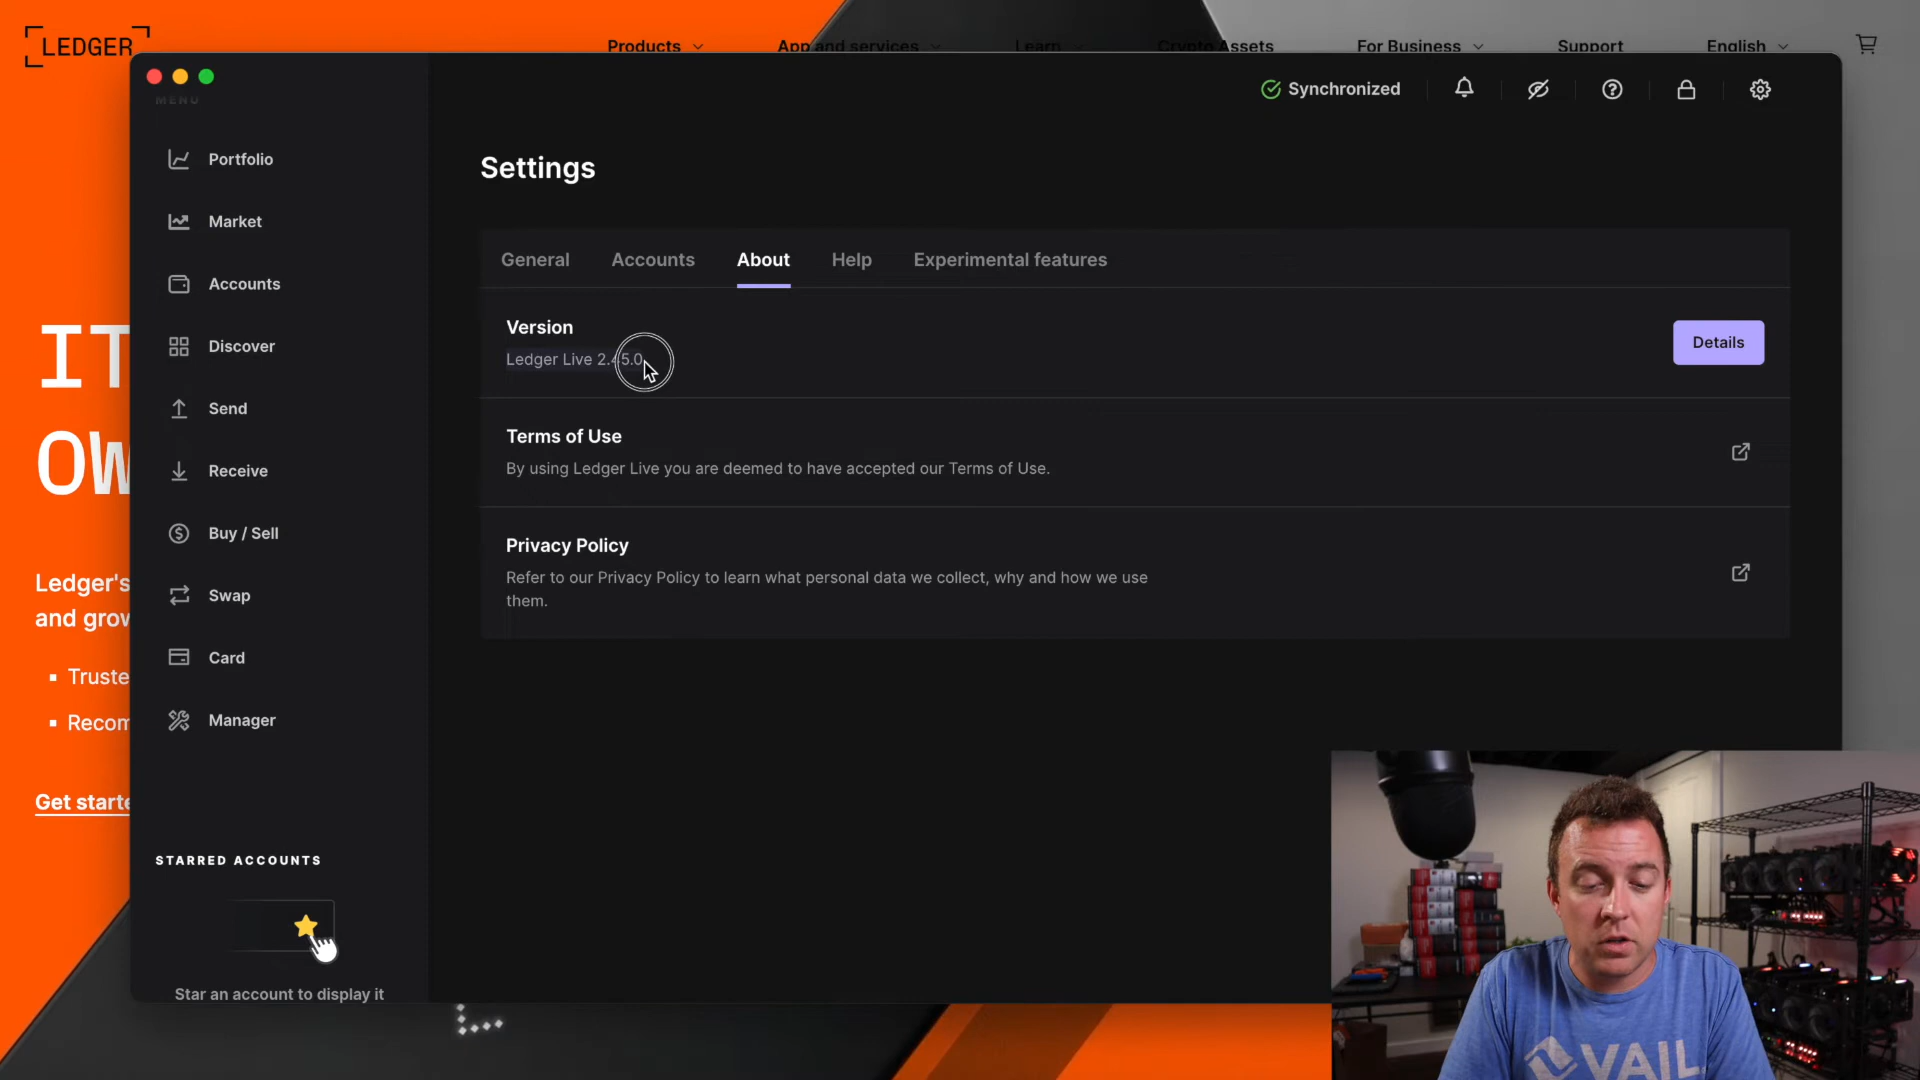 LEDGER
Products
App and services
Learn
Crypto Assets
For Business
Support
English
MENU
Synchronized
Portfolio
Market
Accounts
Discover
Send
Receive
Buy / Sell
Swap
Card
Manager
STARRED ACCOUNTS
Star an account to display it
Settings
General
Accounts
About
Help
Experimental features
Version
Ledger Live 2.45.0
Details
Terms of Use
By using Ledger Live you are deemed to have accepted our Terms of Use.
Privacy Policy
Refer to our Privacy Policy to learn what personal data we collect, why and how we use
them.
IT
OW
Ledger's
and grow
Truste
Recom
Get starte
VAIL